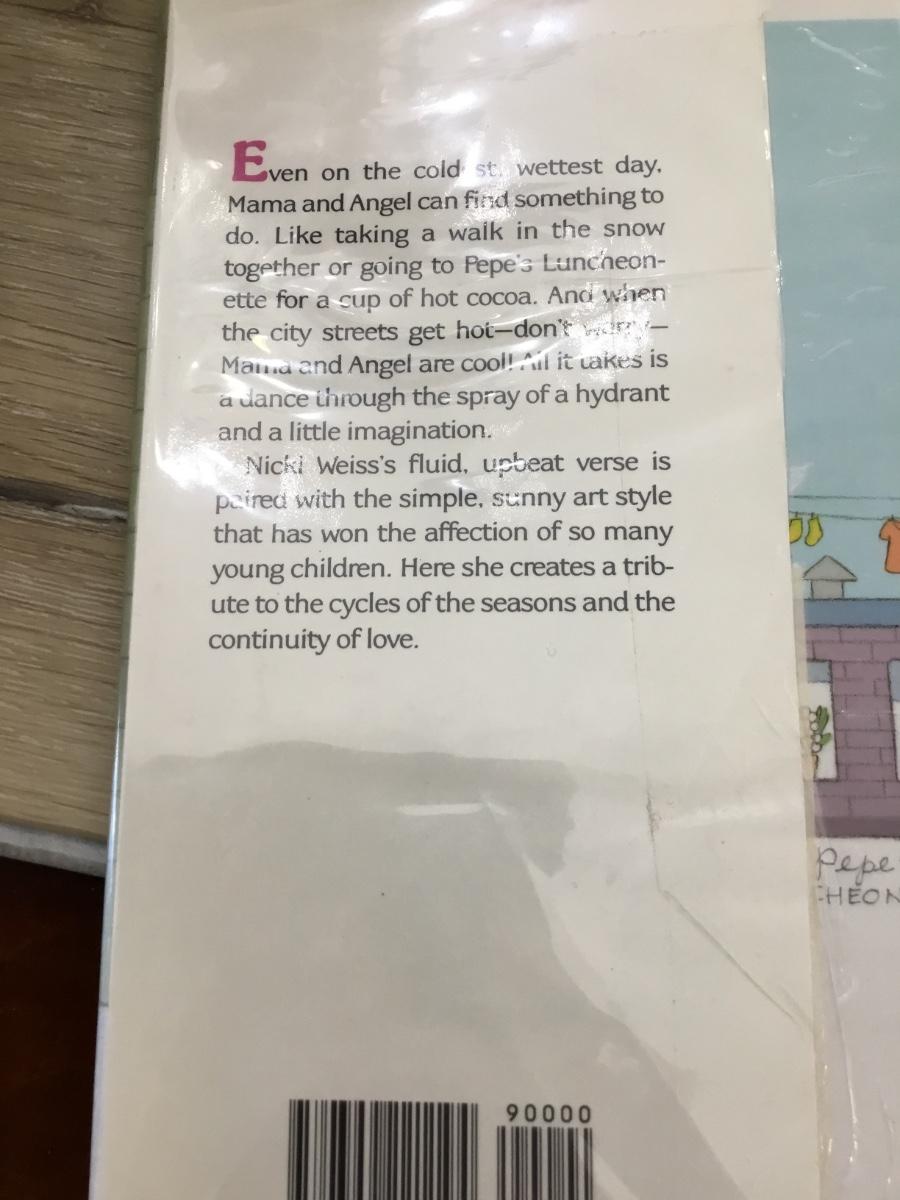 Even on the coldest, wettest day,
Mama and Angel can find something to
do. Like taking a walk in the snow
together or going to Pepe's Luncheon-
ette for a cup of hot cocoa. And when
the city streets get hot—don't worry—
Mama and Angel are cool! All it takes is
a dance through the spray of a hydrant
and a little imagination.
Nicki Weiss's fluid, upbeat verse is
paired with the simple, sunny art style
that has won the affection of so many
young children. Here she creates a trib-
ute to the cycles of the seasons and the
continuity of love.
Pepe
CHEON
90000